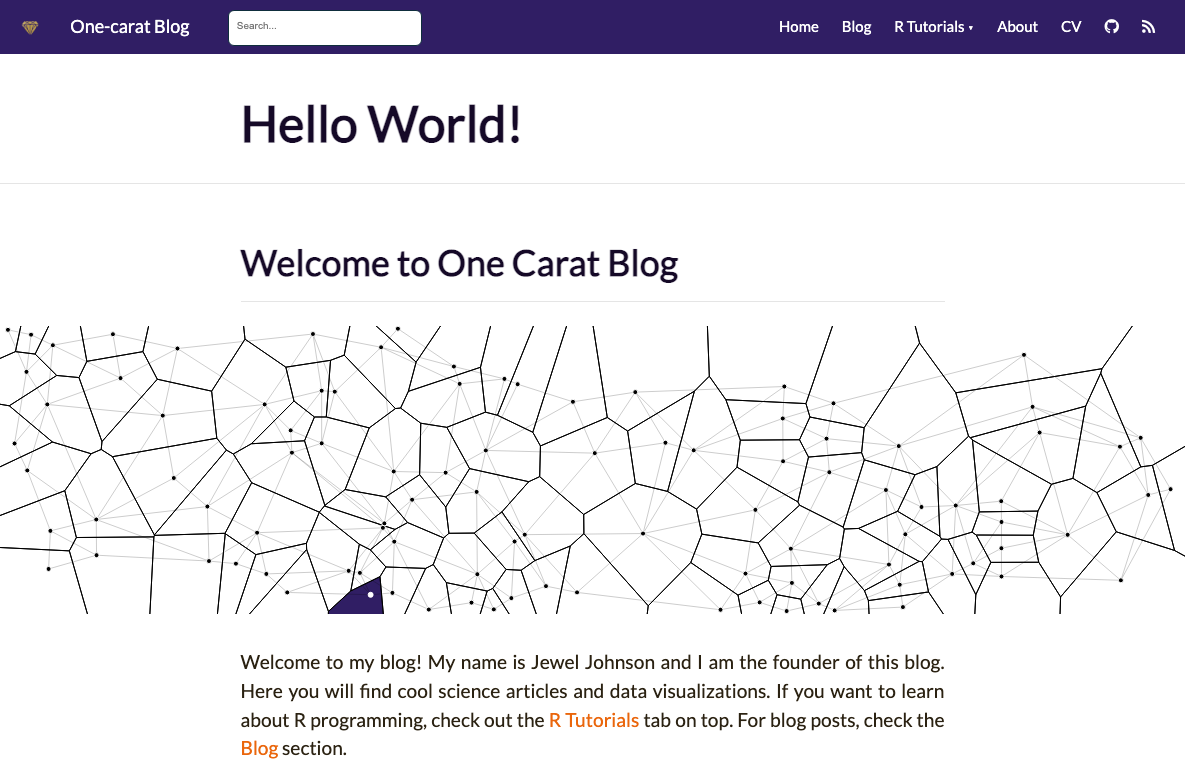 One-carat Blog
Search...
Home Blog R Tutorials ▾ About CV
Hello World!
Welcome to One Carat Blog
Welcome to my blog! My name is Jewel Johnson and I am the founder of this blog.
Here you will find cool science articles and data visualizations. If you want to learn
about R programming, check out the R Tutorials tab on top. For blog posts, check the
Blog section.